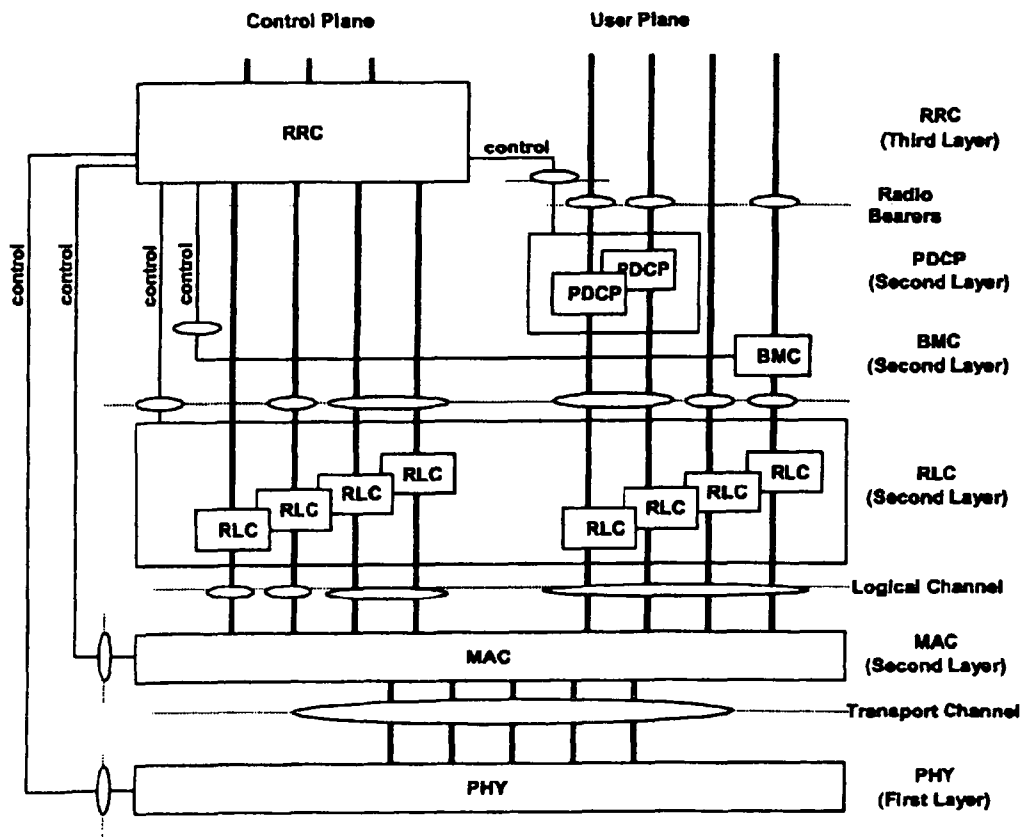 Control Plane
User Plane
RRC
RRC
(Third Layer)
control
Radio
Bearers
control
control
control
control
PDCP
PDCP
PDCP
(Second Layer)
BMC
BMC
(Second Layer)
RLC
RLC
RLC
RLC
RLC
RLC
RLC
RLC
RLC
(Second Layer)
Logical Channel
MAC
MAC
(Second Layer)
Transport Channel
PHY
PHY
(First Layer)